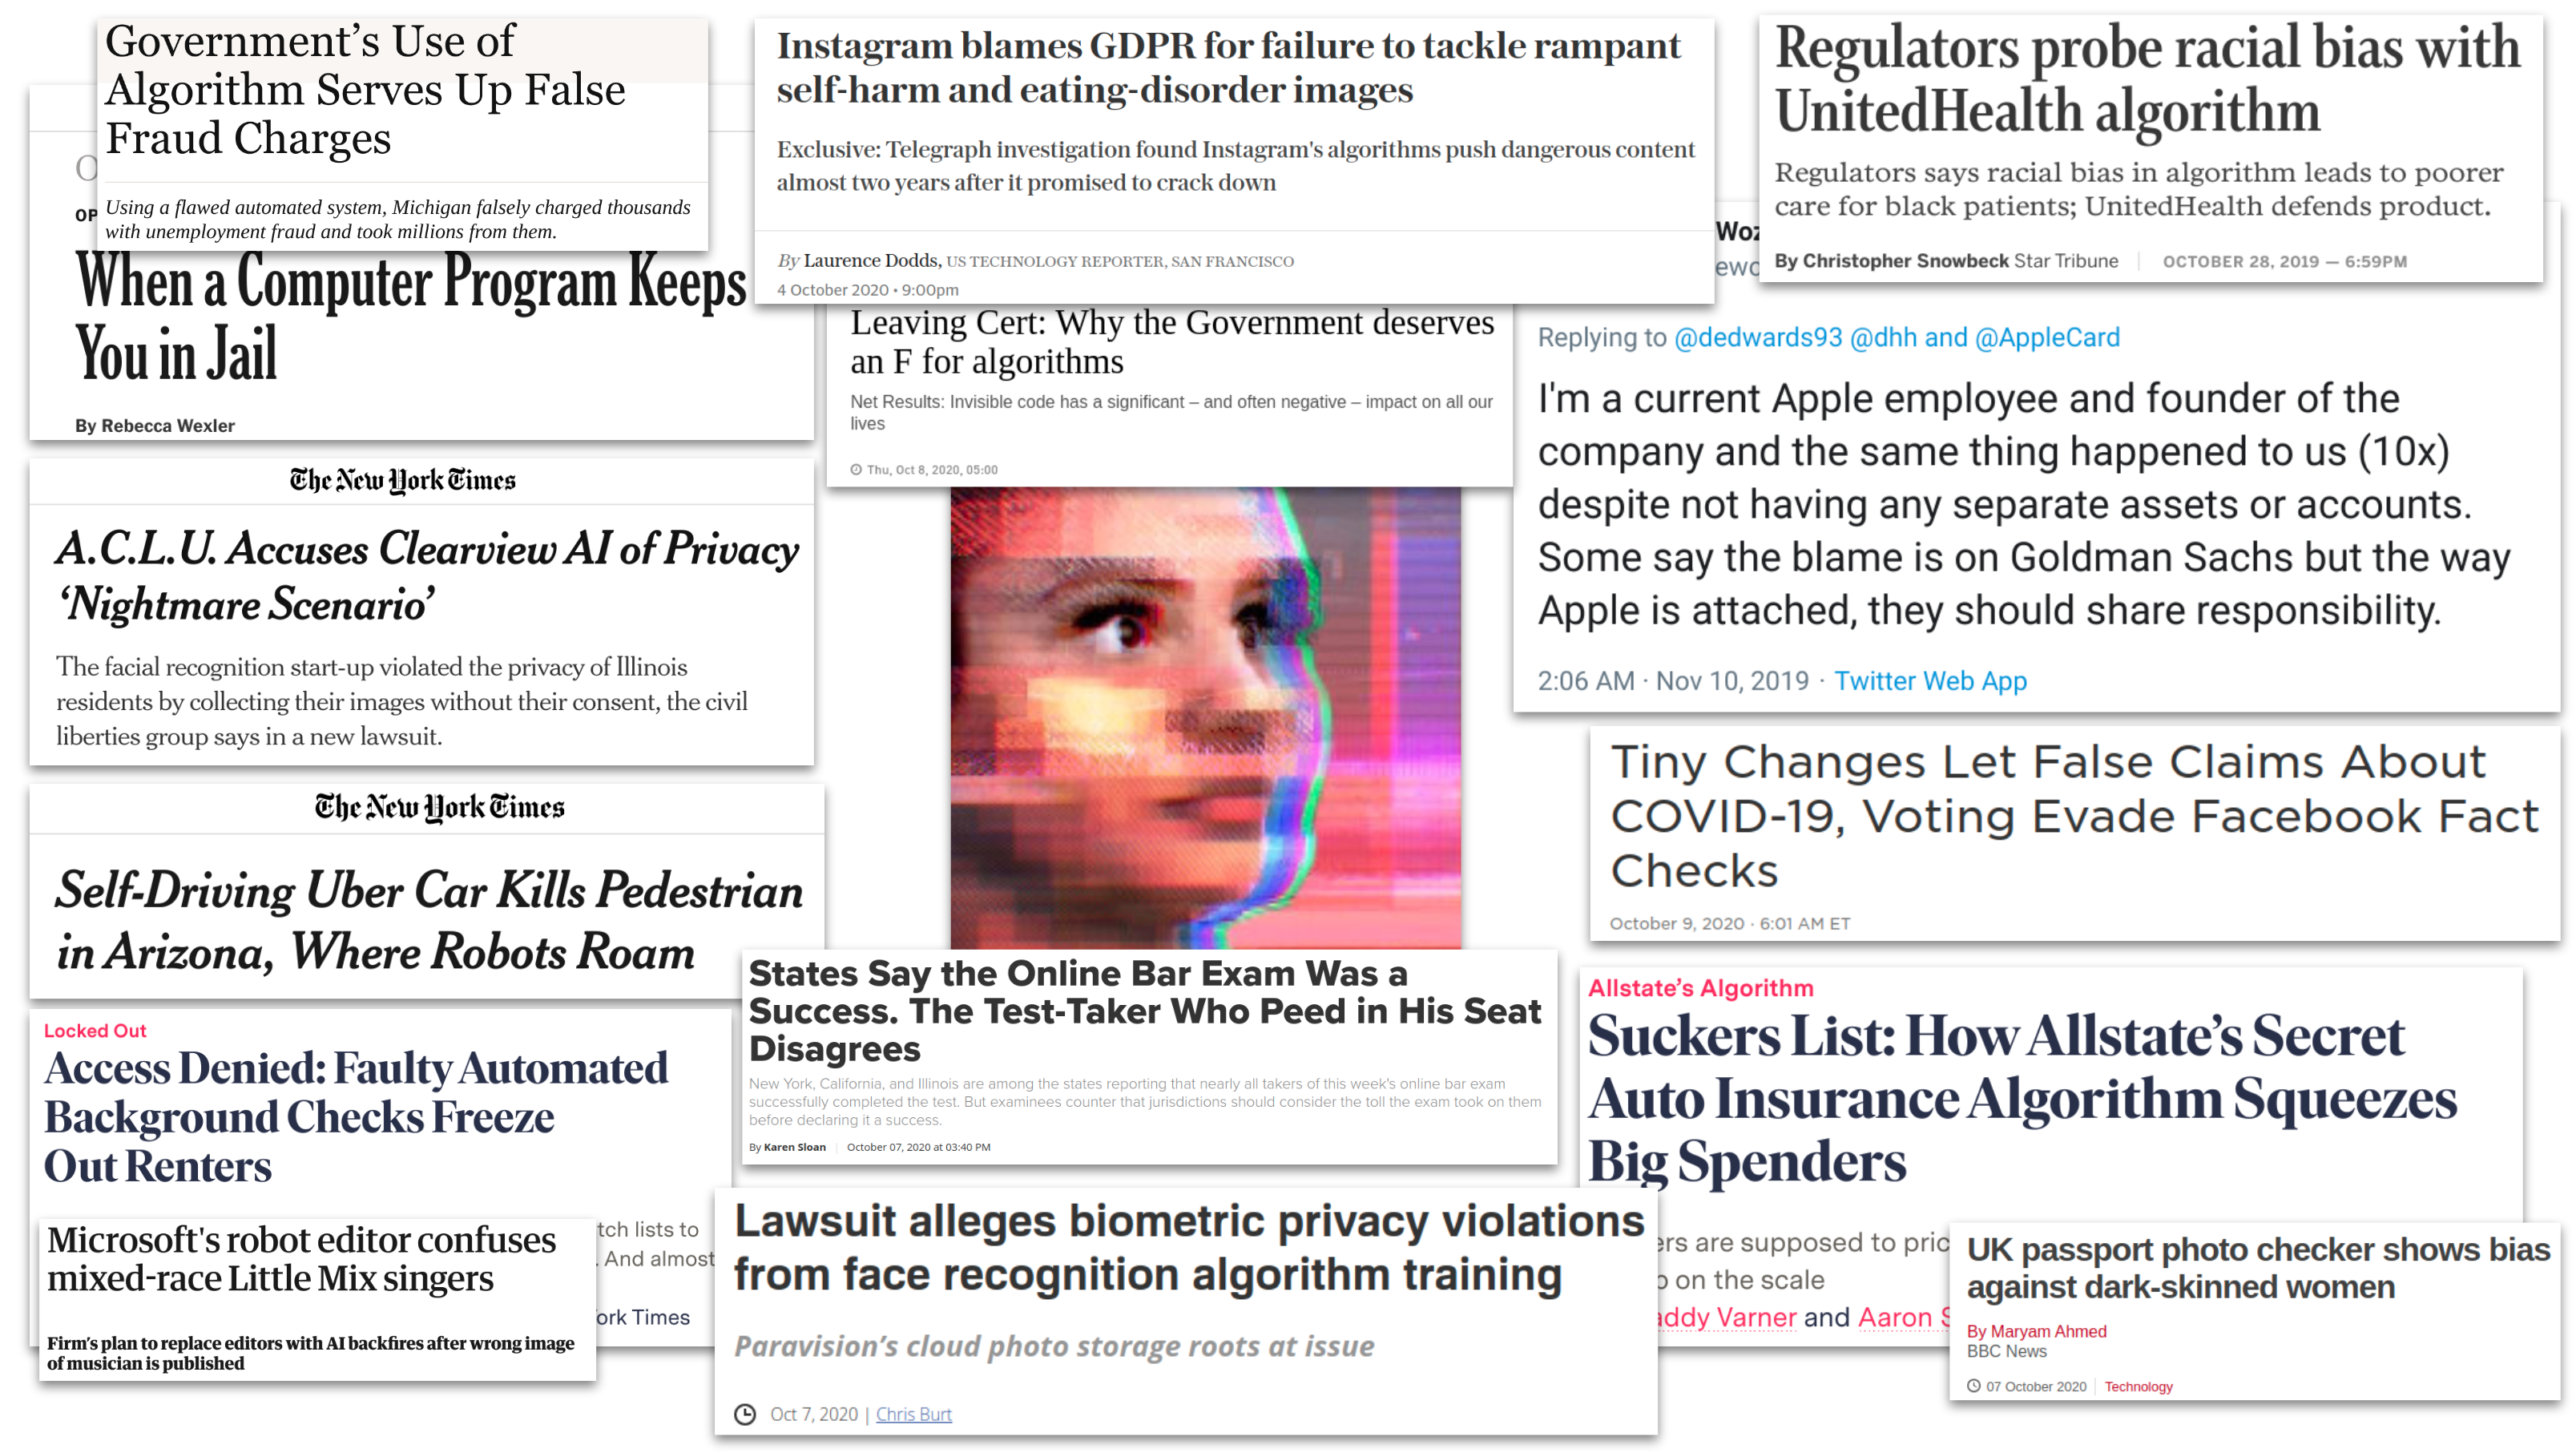 Government’s Use of
Algorithm Serves Up False
Fraud Charges
Using a flawed automated system, Michigan falsely charged thousands
with unemployment fraud and took millions from them.
O
OP
When a Computer Program Keeps
You in Jail
By Rebecca Wexler
The New York Times
A.C.L.U. Accuses Clearview AI of Privacy
‘Nightmare Scenario’
The facial recognition start-up violated the privacy of Illinois
residents by collecting their images without their consent, the civil
liberties group says in a new lawsuit.
The New York Times
Self-Driving Uber Car Kills Pedestrian
in Arizona, Where Robots Roam
Locked Out
Access Denied: Faulty Automated
Background Checks Freeze
Out Renters
tch lists to
. And almost
ork Times
Microsoft's robot editor confuses
mixed-race Little Mix singers
Firm’s plan to replace editors with AI backfires after wrong image
of musician is published
Instagram blames GDPR for failure to tackle rampant
self-harm and eating-disorder images
Exclusive: Telegraph investigation found Instagram's algorithms push dangerous content
almost two years after it promised to crack down
By Laurence Dodds, US TECHNOLOGY REPORTER, SAN FRANCISCO
4 October 2020 • 9:00pm
Leaving Cert: Why the Government deserves
an F for algorithms
Net Results: Invisible code has a significant – and often negative – impact on all our
lives
Thu, Oct 8, 2020, 05:00
States Say the Online Bar Exam Was a
Success. The Test-Taker Who Peed in His Seat
Disagrees
New York, California, and Illinois are among the states reporting that nearly all takers of this week's online bar exam
successfully completed the test. But examinees counter that jurisdictions should consider the toll the exam took on them
before declaring it a success.
By Karen Sloan | October 07, 2020 at 03:40 PM
Lawsuit alleges biometric privacy violations
from face recognition algorithm training
Paravision’s cloud photo storage roots at issue
Oct 7, 2020 | Chris Burt
Regulators probe racial bias with
UnitedHealth algorithm
Regulators says racial bias in algorithm leads to poorer
care for black patients; UnitedHealth defends product.
By Christopher Snowbeck Star Tribune | OCTOBER 28, 2019 — 6:59PM
Woz
ewo
Replying to @dedwards93 @dhh and @AppleCard
I'm a current Apple employee and founder of the
company and the same thing happened to us (10x)
despite not having any separate assets or accounts.
Some say the blame is on Goldman Sachs but the way
Apple is attached, they should share responsibility.
2:06 AM · Nov 10, 2019 · Twitter Web App
Tiny Changes Let False Claims About
COVID-19, Voting Evade Facebook Fact
Checks
October 9, 2020 · 6:01 AM ET
Allstate’s Algorithm
Suckers List: How Allstate’s Secret
Auto Insurance Algorithm Squeezes
Big Spenders
ers are supposed to pric
o on the scale
addy Varner and Aaron S
UK passport photo checker shows bias
against dark-skinned women
By Maryam Ahmed
BBC News
07 October 2020 | Technology